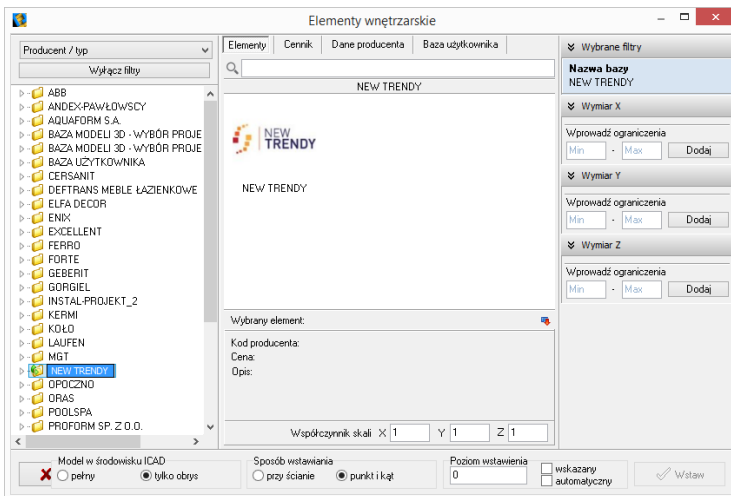 Elementy wnętrzarskie
Producent / typ
Wyłącz filtry
ABB
ANDEX-PAWŁOWSCY
AQUAFORM S.A.
BAZA MODELI 3D - WYBÓR PROJE
BAZA MODELI 3D - WYBÓR PROJE
BAZA UŻYTKOWNIKA
CERSANIT
DEFTRANS MEBLE ŁAZIENKOWE
ELFA DECOR
ENIX
EXCELLENT
FERRO
FORTE
GEBERIT
GORGIEL
INSTAL-PROJEKT_2
KERMI
KOŁO
LAUFEN
MGT
NEW TRENDY
OPOCZNO
ORAS
POOLSPA
PROFORM SP. Z O.O.
Elementy Cennik Dane producenta Baza użytkownika
NEW TRENDY
NEW
TRENDY
NEW TRENDY
Wybrany element:
Kod producenta:
Cena:
Opis:
Współczynnik skali X 1 Y 1 Z 1
Wybrane filtry
Nazwa bazy
NEW TRENDY
Wymiar X
Wprowadź ograniczenia
Min - Max Dodaj
Wymiar Y
Wprowadź ograniczenia
Min - Max Dodaj
Wymiar Z
Wprowadź ograniczenia
Min - Max Dodaj
Model w środowisku ICAD
pełny tylko obrys
Sposób wstawiania
przy ścianie punkt i kąt
Poziom wstawienia
0
wskazany
automatyczny
Wstaw